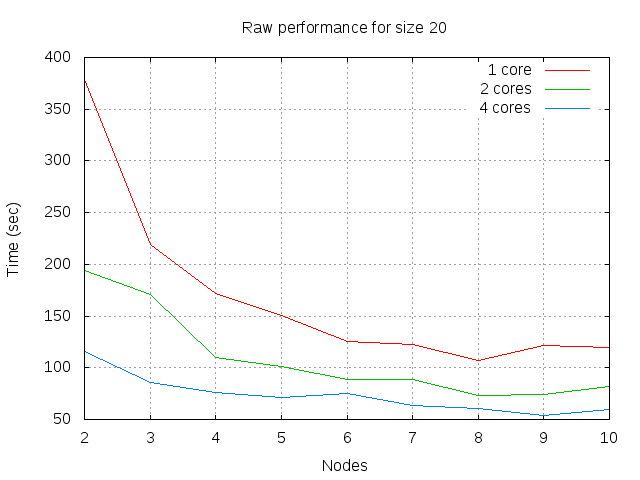 Raw performance for size 20
400
350
300
250
200
150
100
50
Time (sec)
1 core
2 cores
4 cores
2 3 4 5 6 7 8 9 10
Nodes